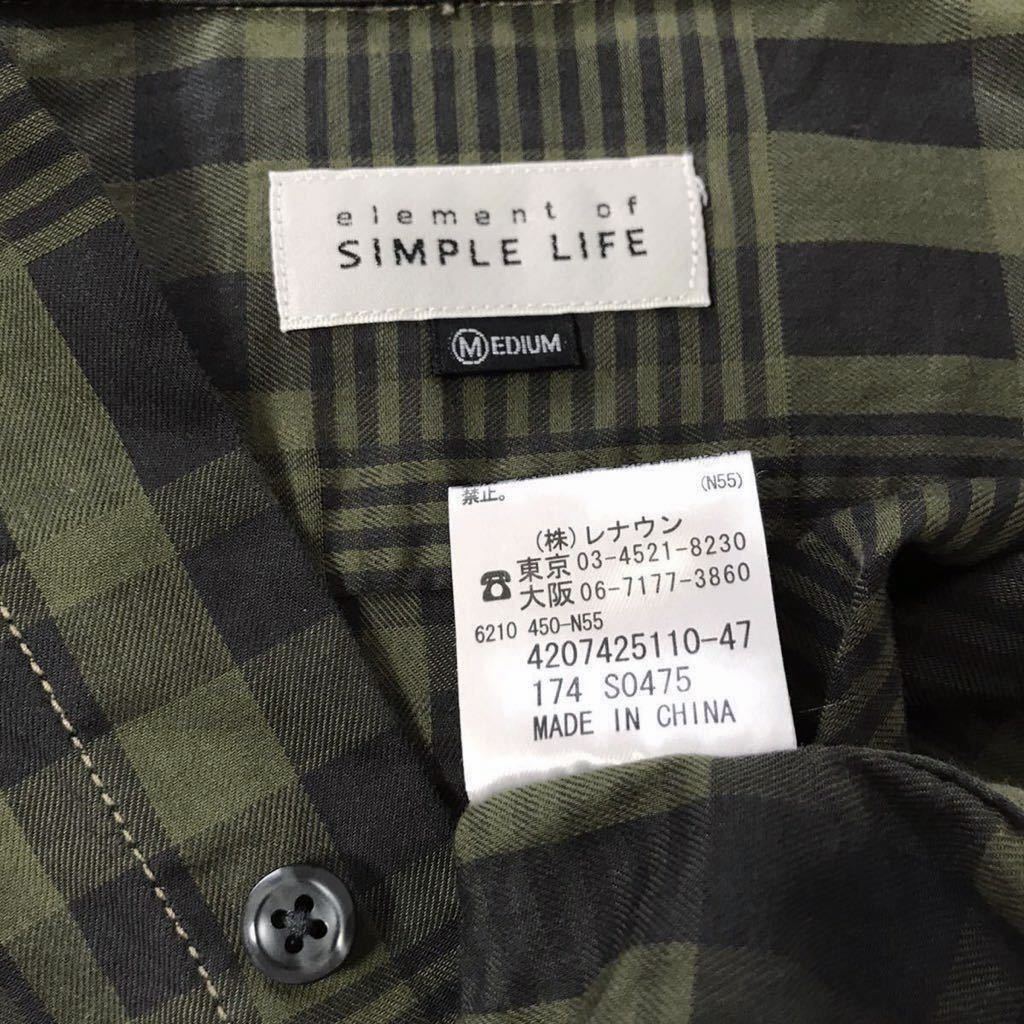 element of
SIMPLE LIFE
MEDIUM
禁止。 (N55)
(株)レナウン
☎東京 03-4521-8230
大阪 06-7177-3860
6210 450-N55
4207425110-47
174 S0475
MADE IN CHINA